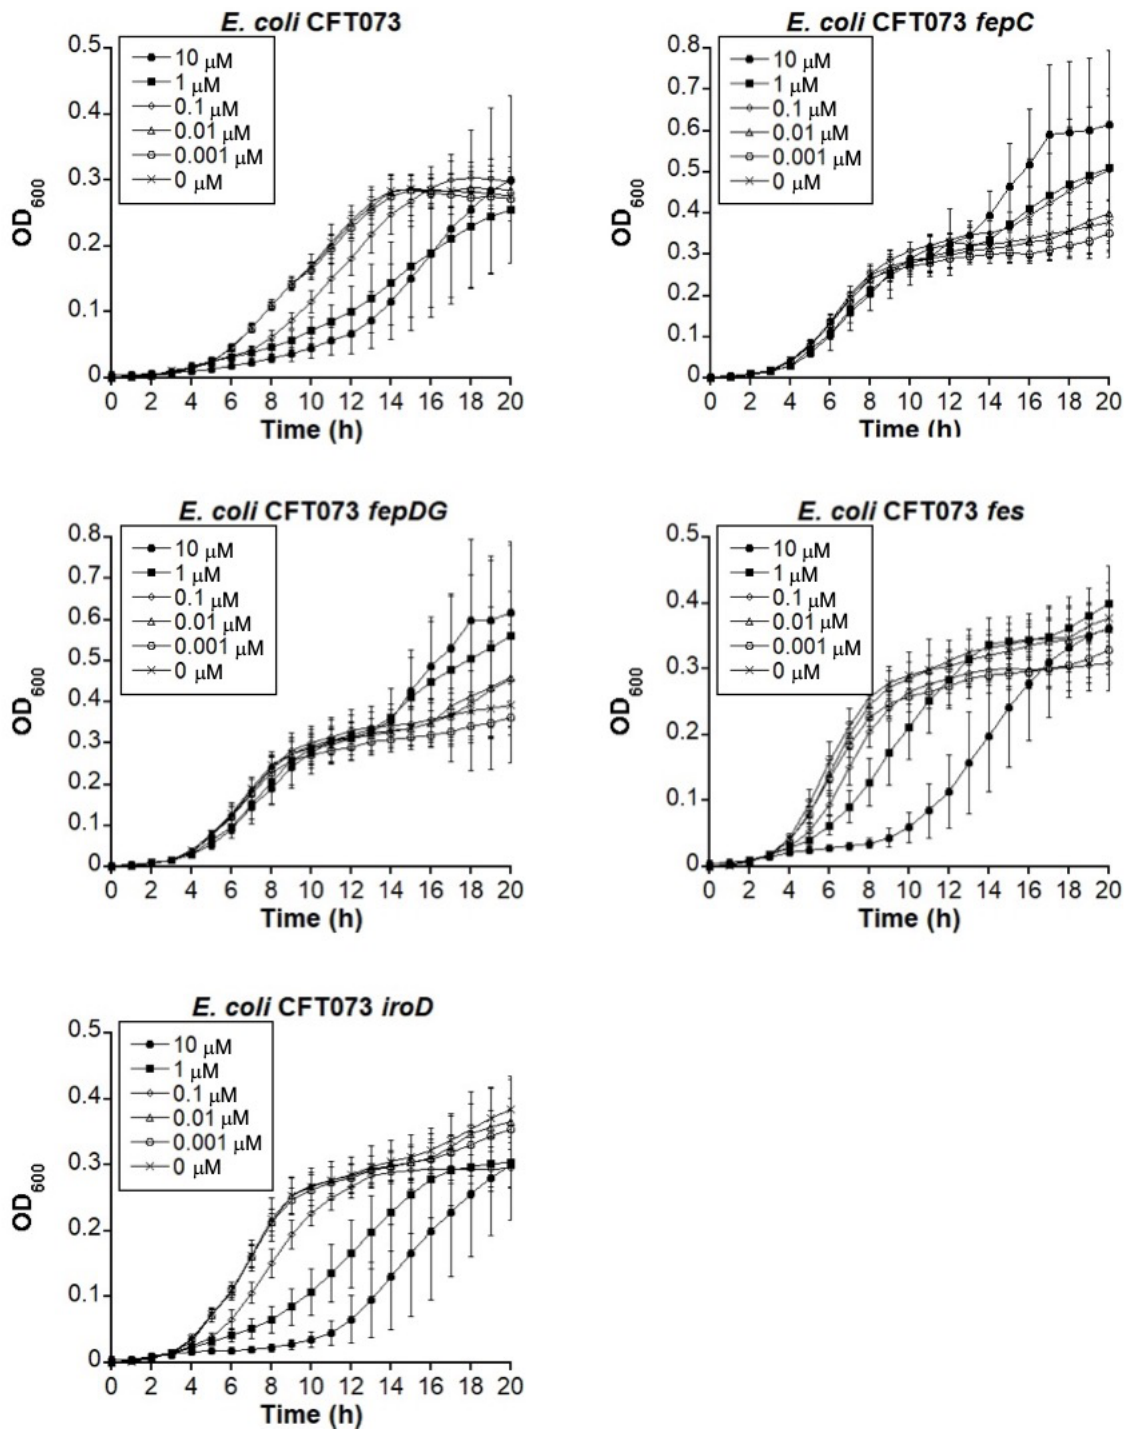 E. coli CFT073
0.5
0.4
0.3
0.2
0.1
0
OD600
10 μM
1 μM
0.1 μM
0.01 μM
0.001 μM
0 μM
0 2 4 6 8 10 12 14 16 18 20
Time (h)
E. coli CFT073 fepC
0.8
0.7
0.6
0.5
0.4
0.3
0.2
0.1
0
OD600
10 μM
1 μM
0.1 μM
0.01 μM
0.001 μM
0 μM
0 2 4 6 8 10 12 14 16 18 20
Time (h)
E. coli CFT073 fepDG
0.8
0.7
0.6
0.5
0.4
0.3
0.2
0.1
0
OD600
10 μM
1 μM
0.1 μM
0.01 μM
0.001 μM
0 μM
0 2 4 6 8 10 12 14 16 18 20
Time (h)
E. coli CFT073 fes
0.5
0.4
0.3
0.2
0.1
0
OD600
10 μM
1 μM
0.1 μM
0.01 μM
0.001 μM
0 μM
0 2 4 6 8 10 12 14 16 18 20
Time (h)
E. coli CFT073 iroD
0.5
0.4
0.3
0.2
0.1
0
OD600
10 μM
1 μM
0.1 μM
0.01 μM
0.001 μM
0 μM
0 2 4 6 8 10 12 14 16 18 20
Time (h)